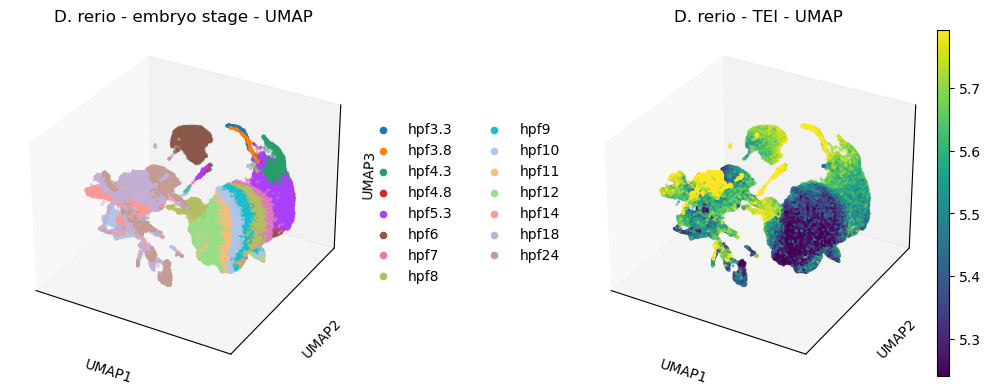 D. rerio - embryo stage - UMAP
UMAP1
UMAP2
UMAP3
hpf3.3
hpf3.8
hpf4.3
hpf4.8
hpf5.3
hpf6
hpf7
hpf8
hpf9
hpf10
hpf11
hpf12
hpf14
hpf18
hpf24
D. rerio - TEI - UMAP
UMAP1
UMAP2
5.7
5.6
5.5
5.4
5.3